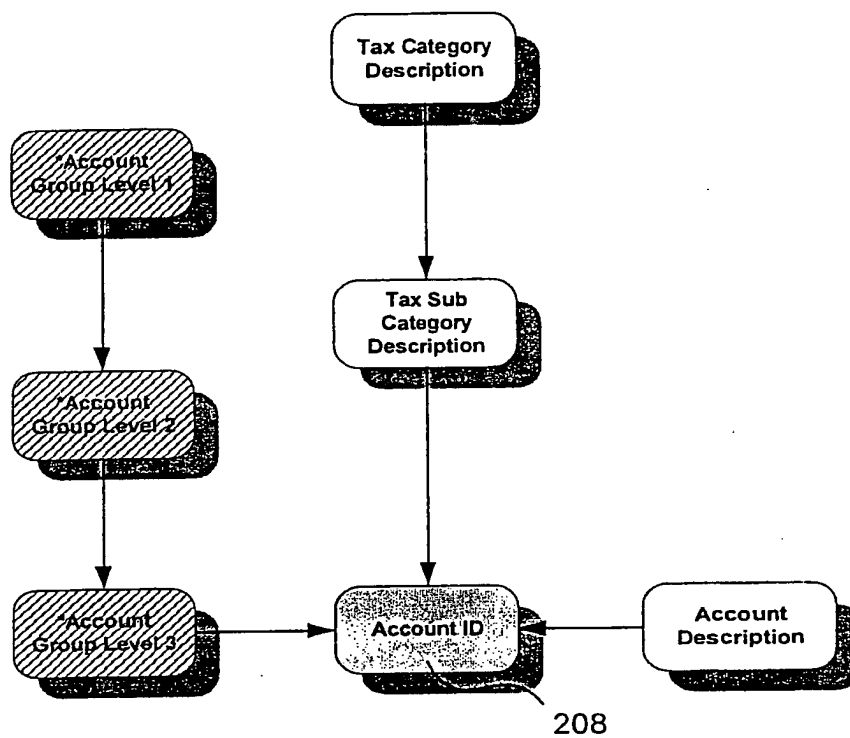 Tax Category
Description
*Account
Group Level 1
Tax Sub
Category
Description
*Account
Group Level 2
*Account
Group Level 3
Account ID
Account
Description
208